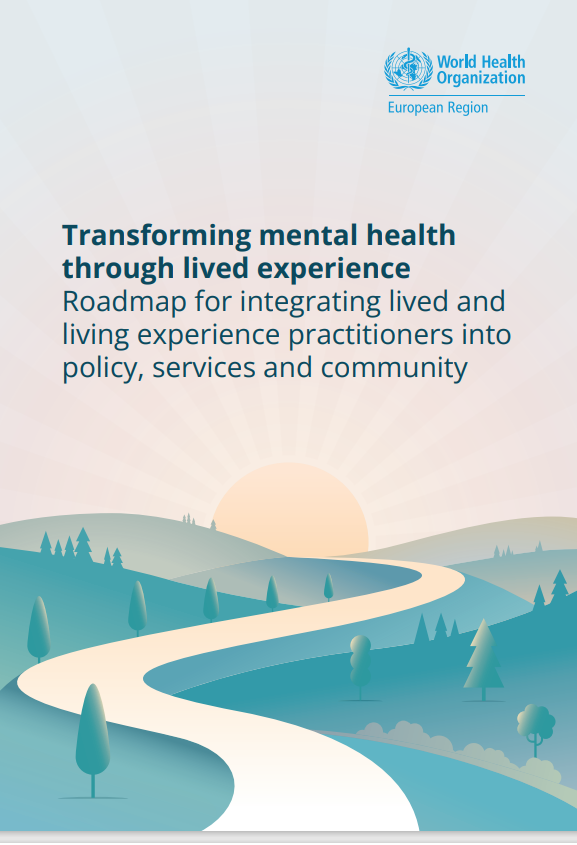 World Health
Organization
European Region
Transforming mental health
through lived experience
Roadmap for integrating lived and
living experience practitioners into
policy, services and community